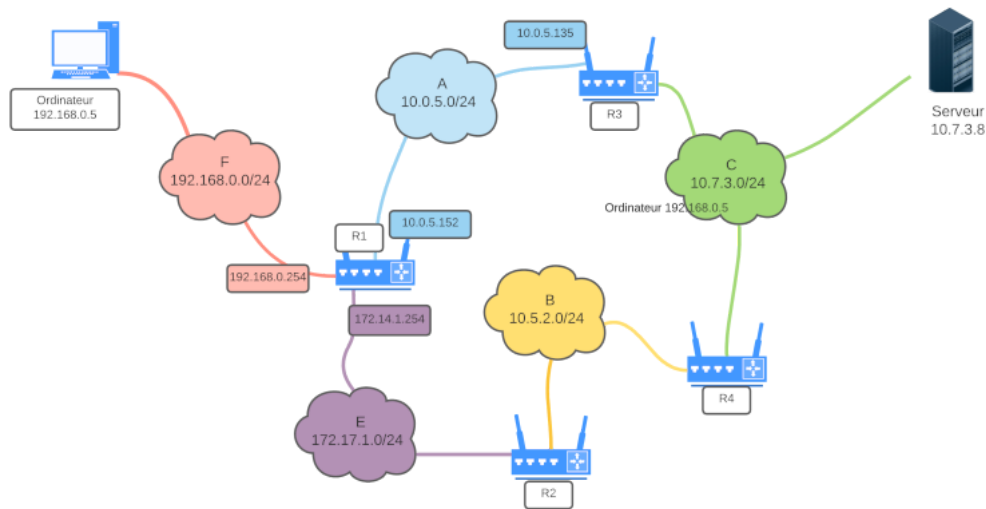 10.0.5.135
A
10.0.5.0/24
R3
Ordinateur
192.168.0.5
Serveur
10.7.3.8
F
192.168.0.0/24
C
10.7.3.0/24
Ordinateur 192.168.0.5
10.0.5.152
R1
192.168.0.254
172.14.1.254
B
10.5.2.0/24
R4
E
172.17.1.0/24
R2